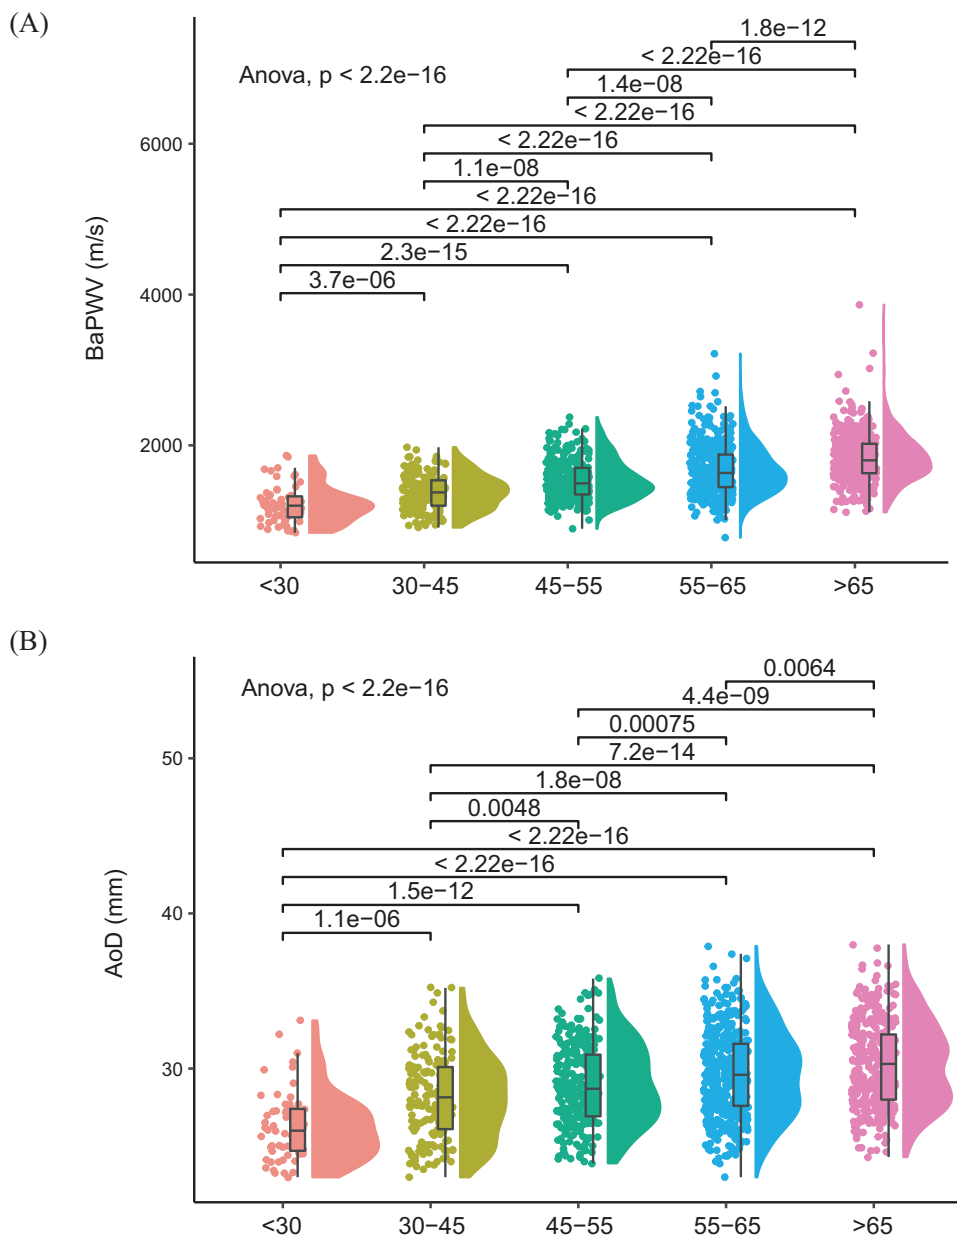 (A)
1.8e−12
< 2.22e−16
Anova, p < 2.2e−16
1.4e−08
< 2.22e−16
6000
< 2.22e−16
1.1e−08
< 2.22e−16
< 2.22e−16
2.3e−15
3.7e−06
BaPWV (m/s)
4000
2000
<30
30−45
45−55
55−65
>65
(B)
0.0064
Anova, p < 2.2e−16
4.4e−09
0.00075
50
7.2e−14
1.8e−08
0.0048
< 2.22e−16
< 2.22e−16
1.5e−12
1.1e−06
AoD (mm)
40
30
<30
30−45
45−55
55−65
>65